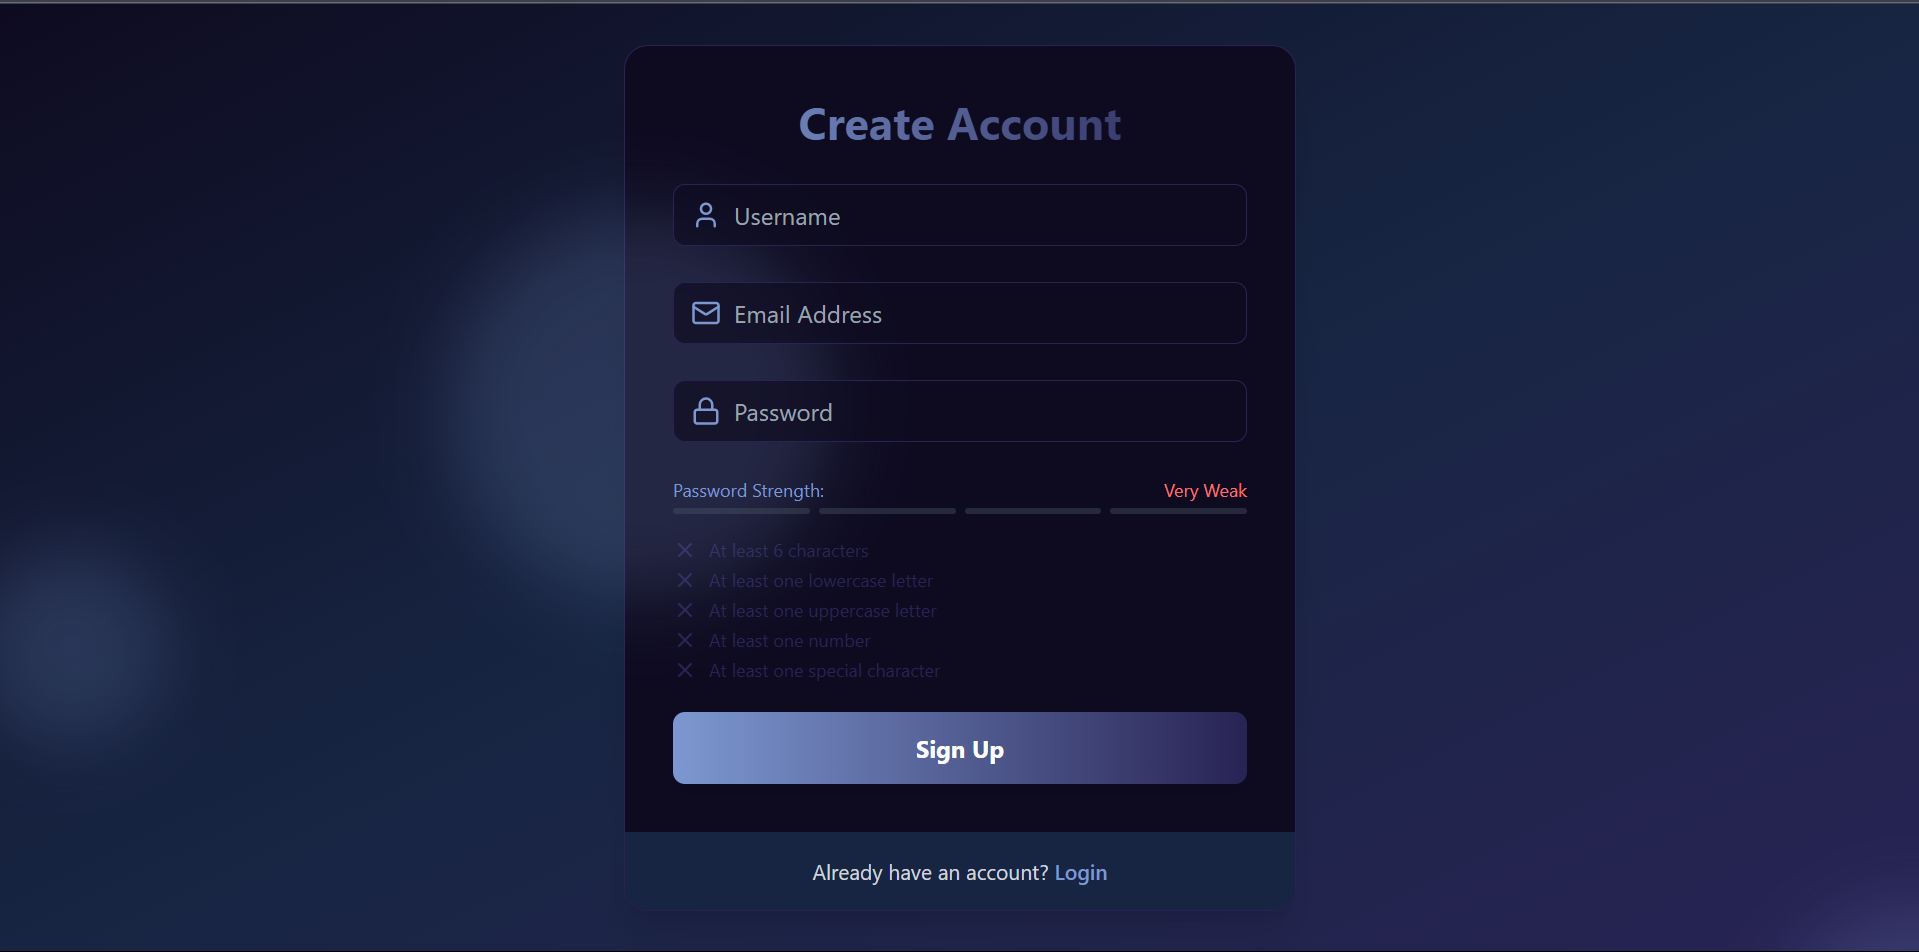 Create Account
Username
Email Address
Password
Password Strength: Very Weak
At least 6 characters
At least one lowercase letter
At least one uppercase letter
At least one number
At least one special character
Sign Up
Already have an account? Login